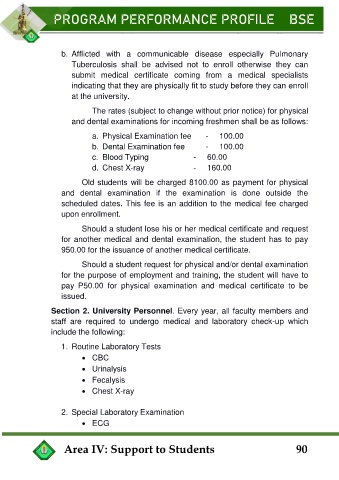 PROGRAM PERFORMANCE PROFILE BSE
b. Afflicted with a communicable disease especially Pulmonary
Tuberculosis shall be advised not to enroll otherwise they can
submit medical certificate coming from a medical specialists
indicating that they are physically fit to study before they can enroll
at the university.
The rates (subject to change without prior notice) for physical
and dental examinations for incoming freshmen shall be as follows:
a. Physical Examination fee - 100.00
b. Dental Examination fee - 100.00
c. Blood Typing - 60.00
d. Chest X-ray - 160.00
Old students will be charged 8100.00 as payment for physical
and dental examination if the examination is done outside the
scheduled dates. This fee is an addition to the medical fee charged
upon enrollment.
Should a student lose his or her medical certificate and request
for another medical and dental examination, the student has to pay
950.00 for the issuance of another medical certificate.
Should a student request for physical and/or dental examination
for the purpose of employment and training, the student will have to
pay P50.00 for physical examination and medical certificate to be
issued.
Section 2. University Personnel. Every year, all faculty members and
staff are required to undergo medical and laboratory check-up which
include the following:
1. Routine Laboratory Tests
• CBC
• Urinalysis
• Fecalysis
• Chest X-ray
2. Special Laboratory Examination
• ECG
Area IV: Support to Students 90